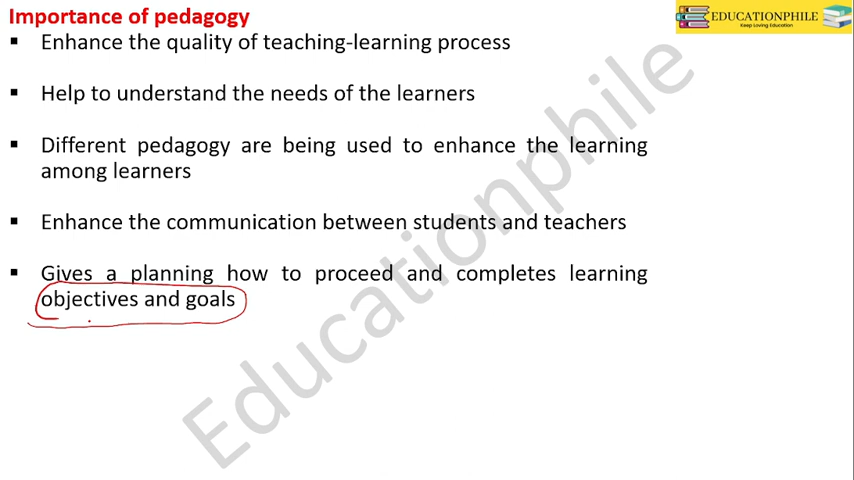 Importance of pedagogy
EDUCATIONPHILE
Keep Loving Education
▪ Enhance the quality of teaching-learning process
▪ Help to understand the needs of the learners
▪ Different pedagogy are being used to enhance the learning
among learners
▪ Enhance the communication between students and teachers
▪ Gives a planning how to proceed and completes learning
objectives and goals
Educationphile